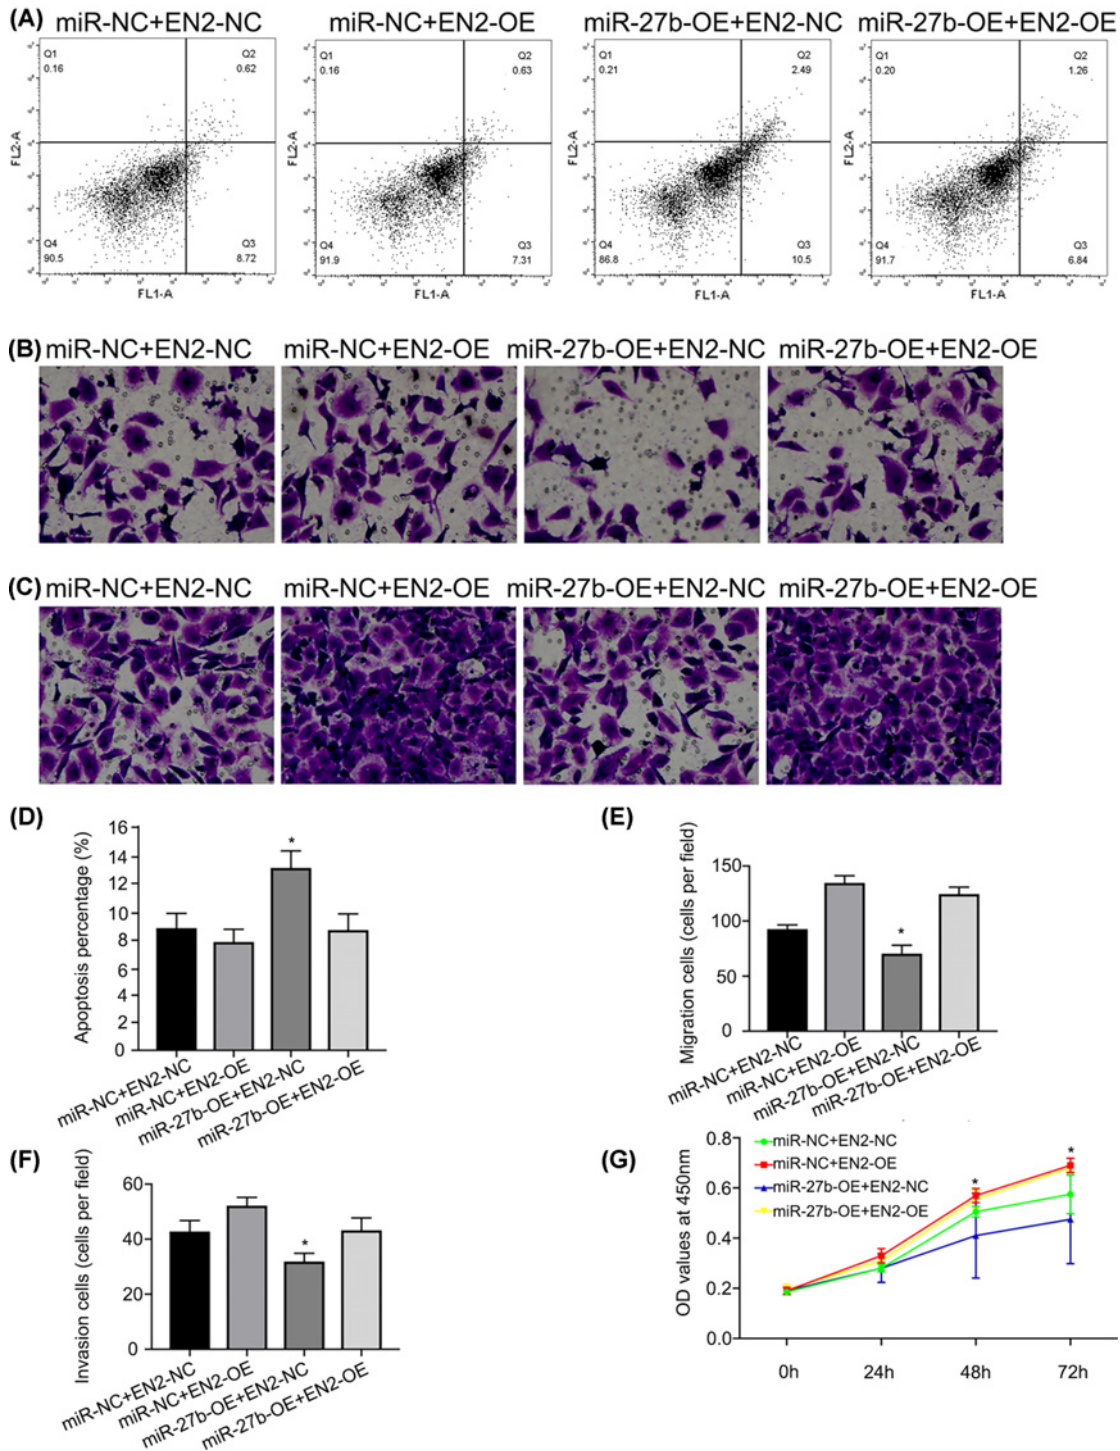 (A) miR-NC+EN2-NC miR-NC+EN2-OE miR-27b-OE+EN2-NC miR-27b-OE+EN2-OE
Q1 Q2 Q1 Q2 Q1 Q2 Q1 Q2
0.16 0.62 0.16 0.63 0.21 2.49 0.20 1.26
FL2-A FL2-A FL2-A FL2-A
Q4 Q3 Q4 Q3 Q4 Q3 Q4 Q3
90.5 8.72 91.9 7.31 86.8 10.5 91.7 6.84
FL1-A FL1-A FL1-A FL1-A
(B) miR-NC+EN2-NC miR-NC+EN2-OE miR-27b-OE+EN2-NC miR-27b-OE+EN2-OE
(C) miR-NC+EN2-NC miR-NC+EN2-OE miR-27b-OE+EN2-NC miR-27b-OE+EN2-OE
(D)
Apoptosis percentage (%)
16
14
12
10
8
6
4
2
0
*
miR-NC+EN2-NC
miR-NC+EN2-OE
miR-27b-OE+EN2-NC
miR-27b-OE+EN2-OE
(E)
Migration cells (cells per field)
150
100
50
0
*
miR-NC+EN2-NC
miR-NC+EN2-OE
miR-27b-OE+EN2-NC
miR-27b-OE+EN2-OE
(F)
Invasion cells (cells per field)
60
40
20
0
*
miR-NC+EN2-NC
miR-NC+EN2-OE
miR-27b-OE+EN2-NC
miR-27b-OE+EN2-OE
(G)
OD values at 450nm
0.8
0.6
0.4
0.2
0.0
miR-NC+EN2-NC
miR-NC+EN2-OE
miR-27b-OE+EN2-NC
miR-27b-OE+EN2-OE
* *
0h 24h 48h 72h